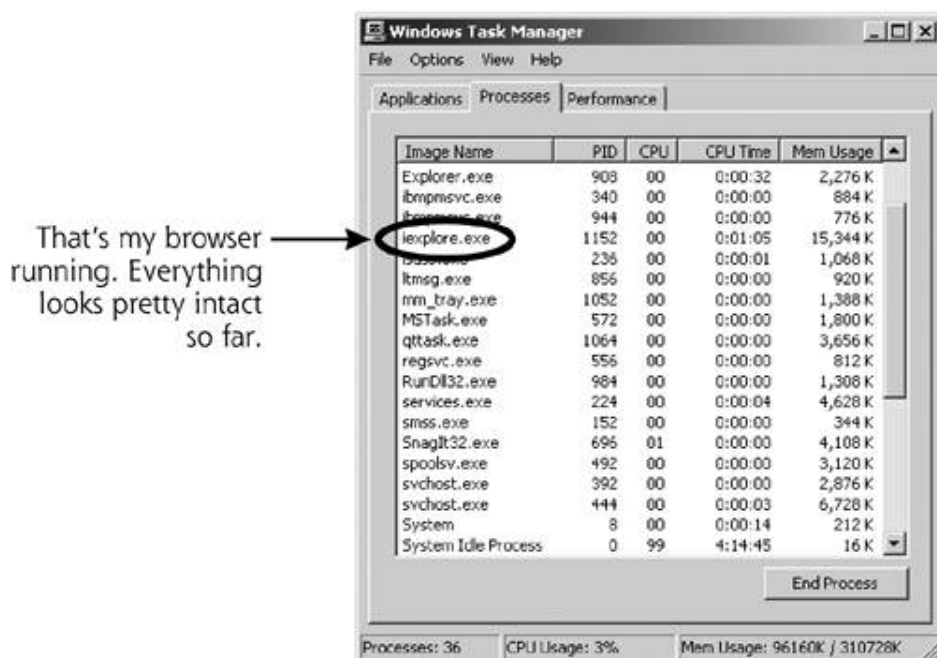 Windows Task Manager
File Options View Help
Applications Processes Performance
Image Name PID CPU CPU Time Mem Usage
Explorer.exe 908 00 0:00:32 2,276 K
ibmpmsvc.exe 340 00 0:00:00 884 K
ibmpmsvc.exe 944 00 0:00:00 776 K
iexplore.exe 1152 00 0:01:05 15,344 K
236 00 0:00:01 1,068 K
ltmsg.exe 856 00 0:00:00 920 K
mm_tray.exe 1052 00 0:00:00 1,388 K
MSTask.exe 572 00 0:00:00 1,800 K
qttask.exe 1064 00 0:00:00 3,656 K
regsvc.exe 556 00 0:00:00 812 K
RunDll32.exe 984 00 0:00:00 1,308 K
services.exe 224 00 0:00:04 4,628 K
smss.exe 152 00 0:00:00 344 K
SnagIt32.exe 696 01 0:00:00 4,108 K
spoolsv.exe 492 00 0:00:00 3,120 K
svchost.exe 392 00 0:00:00 2,876 K
svchost.exe 444 00 0:00:03 6,728 K
System 8 00 0:00:14 212 K
System Idle Process 0 99 4:14:45 16 K
End Process
Processes: 36 CPU Usage: 3% Mem Usage: 96160K / 310728K
That's my browser
running. Everything
looks pretty intact
so far.